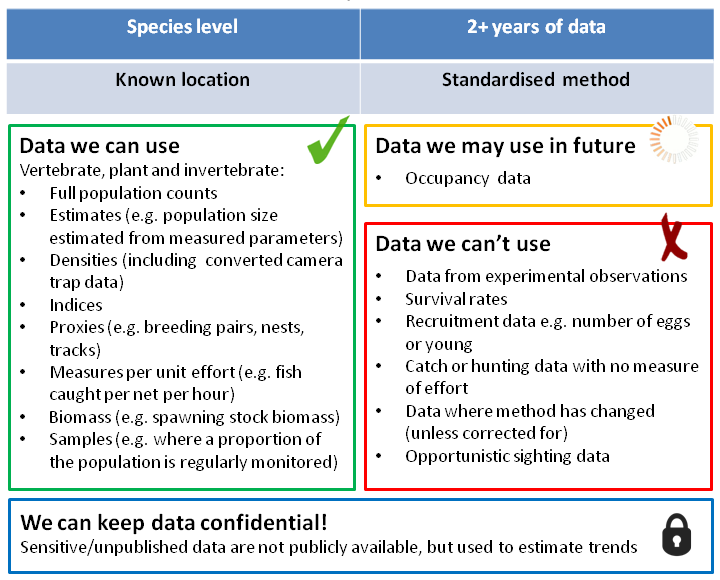 Species level
2+ years of data
Known location
Standardised method
Data we can use
Vertebrate, plant and invertebrate:
• Full population counts
• Estimates (e.g. population size
estimated from measured parameters)
• Densities (including converted camera
trap data)
• Indices
• Proxies (e.g. breeding pairs, nests,
tracks)
• Measures per unit effort (e.g. fish
caught per net per hour)
• Biomass (e.g. spawning stock biomass)
• Samples (e.g. where a proportion of
the population is regularly monitored)
Data we may use in future
• Occupancy data
Data we can't use
• Data from experimental observations
• Survival rates
• Recruitment data e.g. number of eggs
or young
• Catch or hunting data with no measure
of effort
• Data where method has changed
(unless corrected for)
• Opportunistic sighting data
We can keep data confidential!
Sensitive/unpublished data are not publicly available, but used to estimate trends